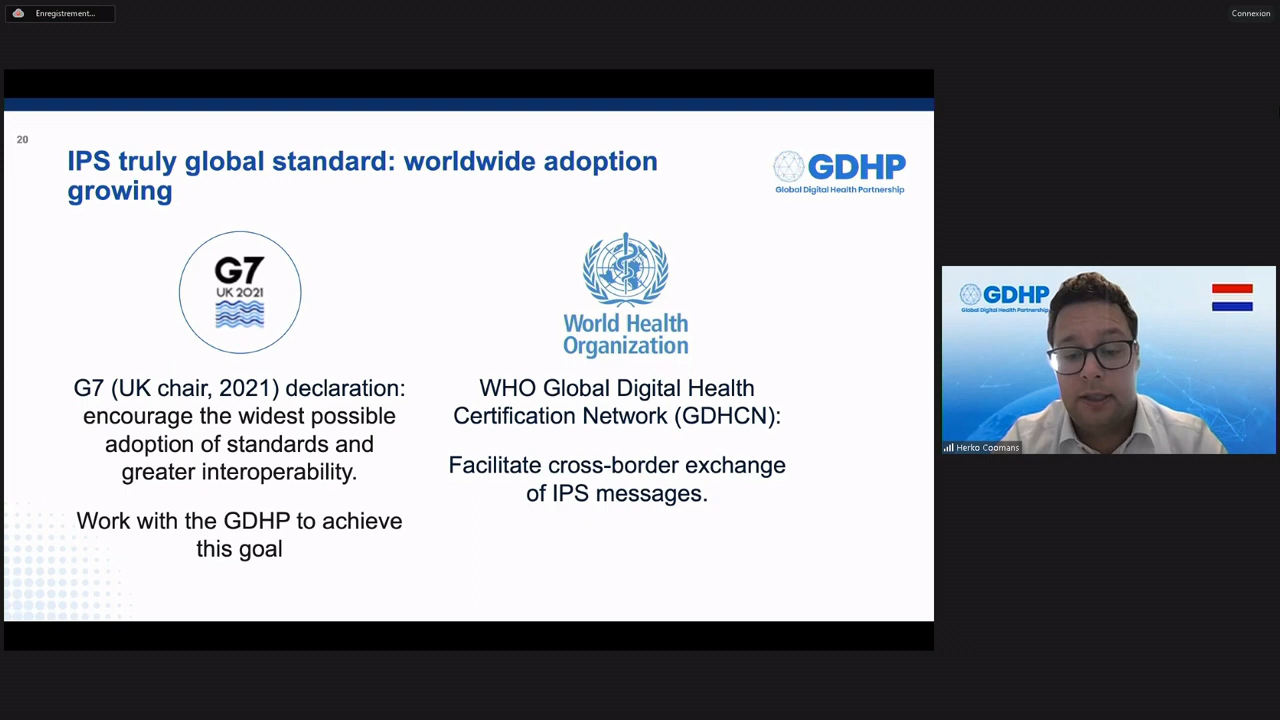 Enregistrement...
Connexion
20
IPS truly global standard: worldwide adoption
growing
GDHP
Global Digital Health Partnership
G7
UK 2021
World Health
Organization
G7 (UK chair, 2021) declaration:
encourage the widest possible
adoption of standards and
greater interoperability.
Work with the GDHP to achieve
this goal
WHO Global Digital Health
Certification Network (GDHCN):
Facilitate cross-border exchange
of IPS messages.
GDHP
Global Digital Health Partnership
Herko Coomans